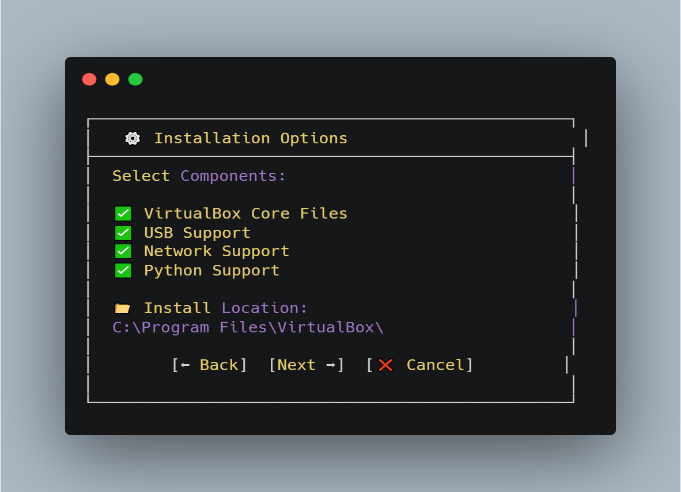 ⚙ Installation Options
Select Components:
✅ VirtualBox Core Files
✅ USB Support
✅ Network Support
✅ Python Support
📂 Install Location:
C:\Program Files\VirtualBox\
[← Back]  [Next →]  [❌ Cancel]